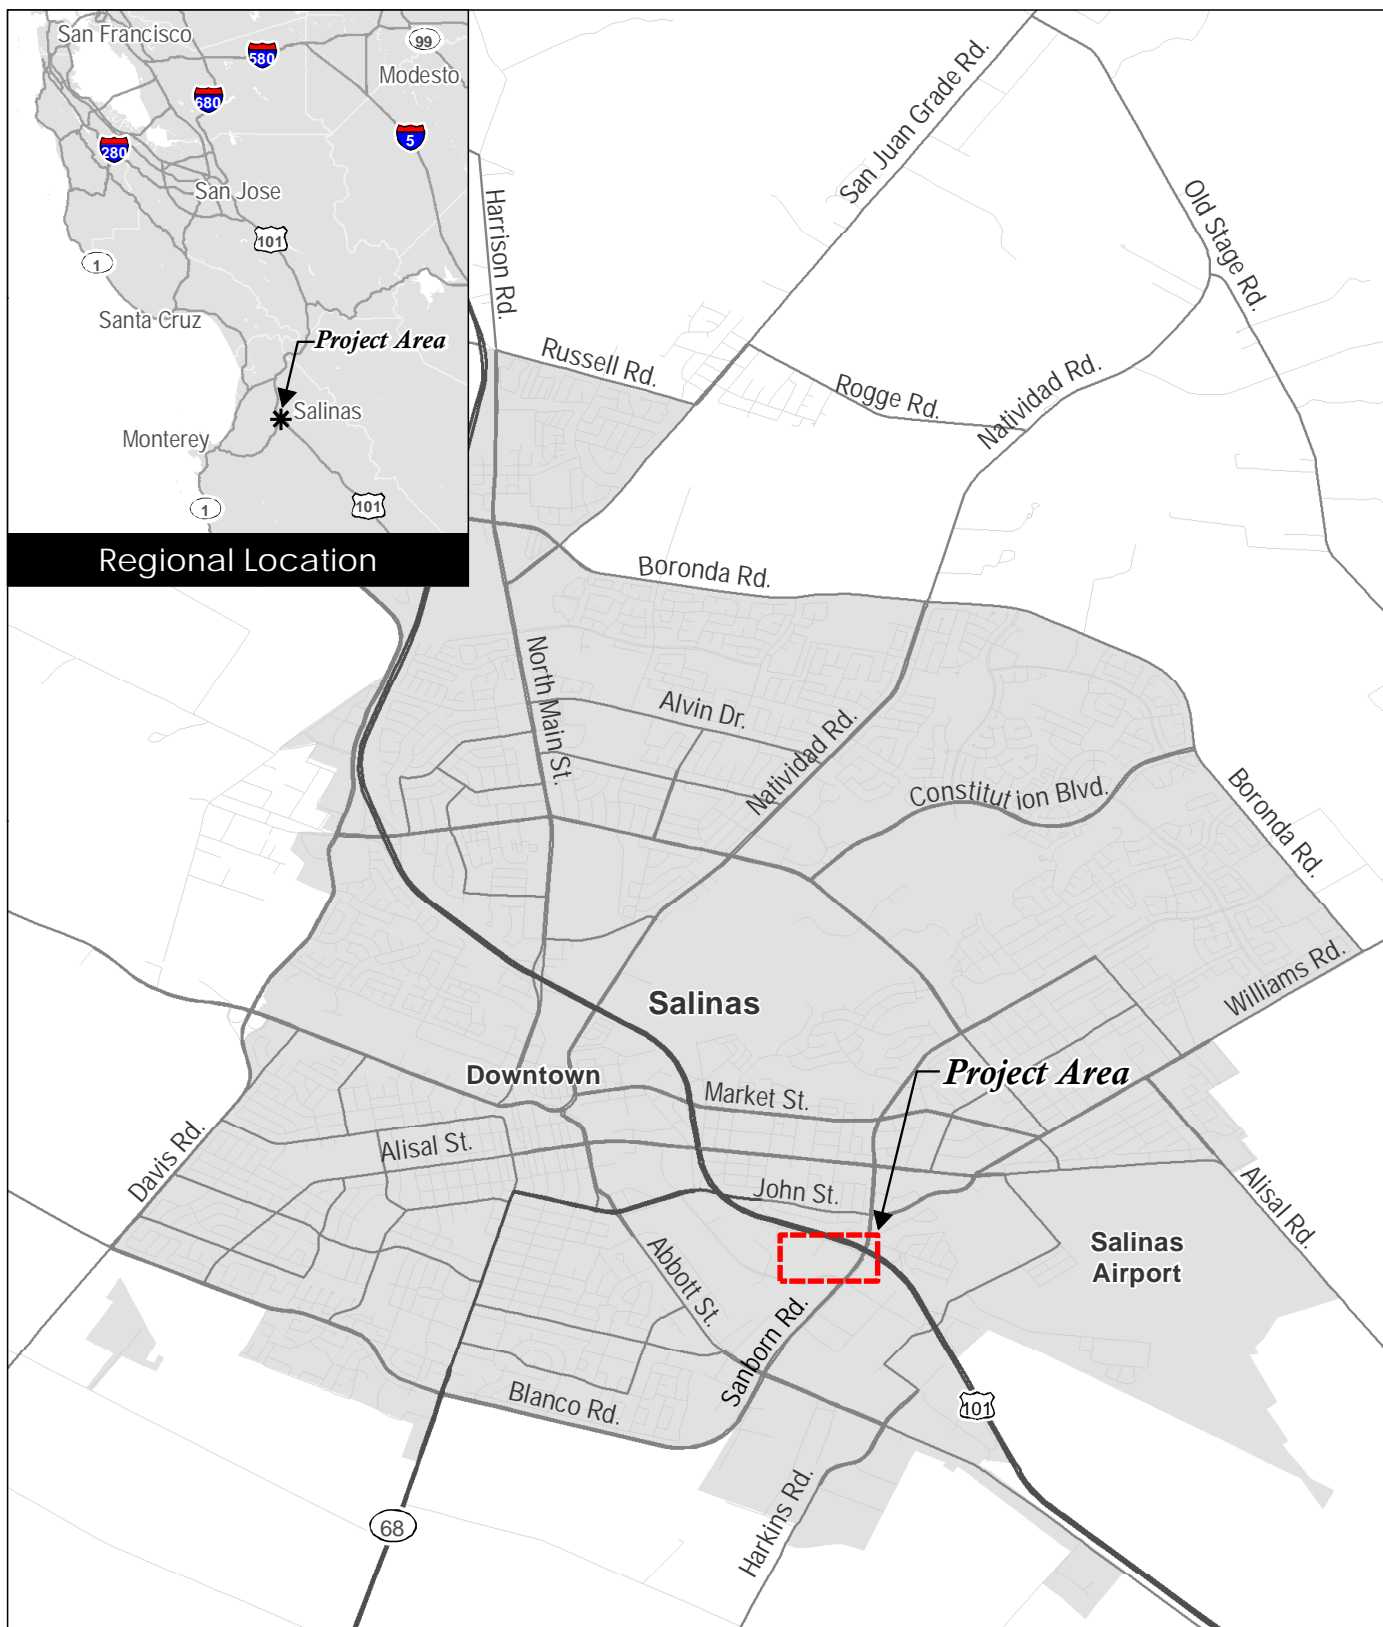 San Francisco
99
580
Modesto
680
5
280
San Jose
101
1
Santa Cruz
Project Area
Salinas
Monterey
101
1
Regional Location
San Juan Grade Rd.
Old Stage Rd.
Harrison Rd.
Russell Rd.
Rogge Rd.
Natividad Rd.
Boronda Rd.
North Main St.
Alvin Dr.
Natividad Rd.
Constitution Blvd.
Boronda Rd.
Williams Rd.
Salinas
Downtown
Project Area
Market St.
Alisal St.
Davis Rd.
John St.
Alisal Rd.
Salinas
Airport
Abbott St.
Sanborn Rd.
Blanco Rd.
101
Harkins Rd.
68